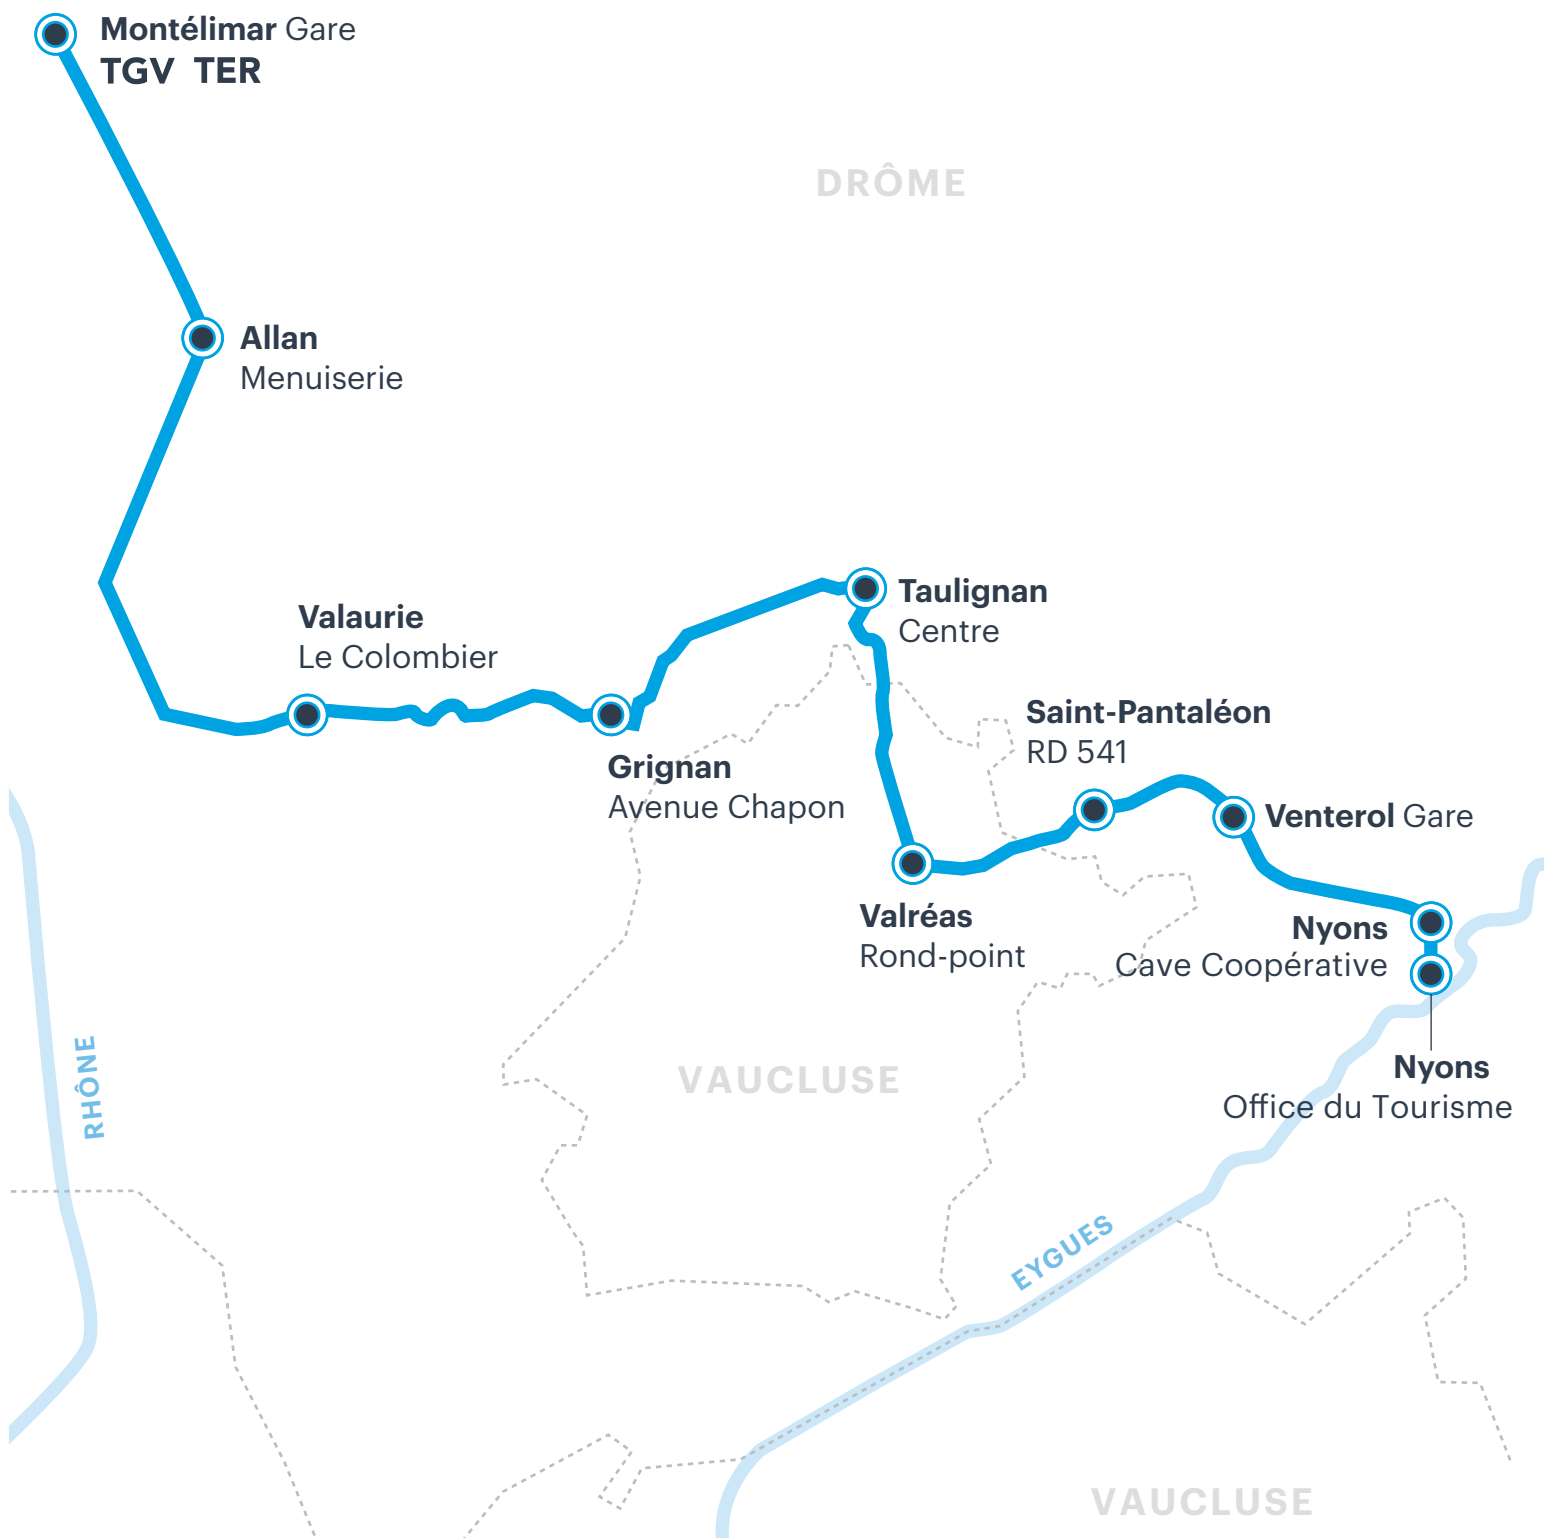 Montélimar Gare
TGV TER
DRÔME
Allan
Menuiserie
Valaurie
Le Colombier
Taulignan
Centre
Saint-Pantaléon
RD 541
Grignan
Avenue Chapon
Venterol Gare
Valréas
Rond-point
Nyons
Cave Coopérative
Nyons
Office du Tourisme
RHÔNE
VAUCLUSE
EYGUES
VAUCLUSE